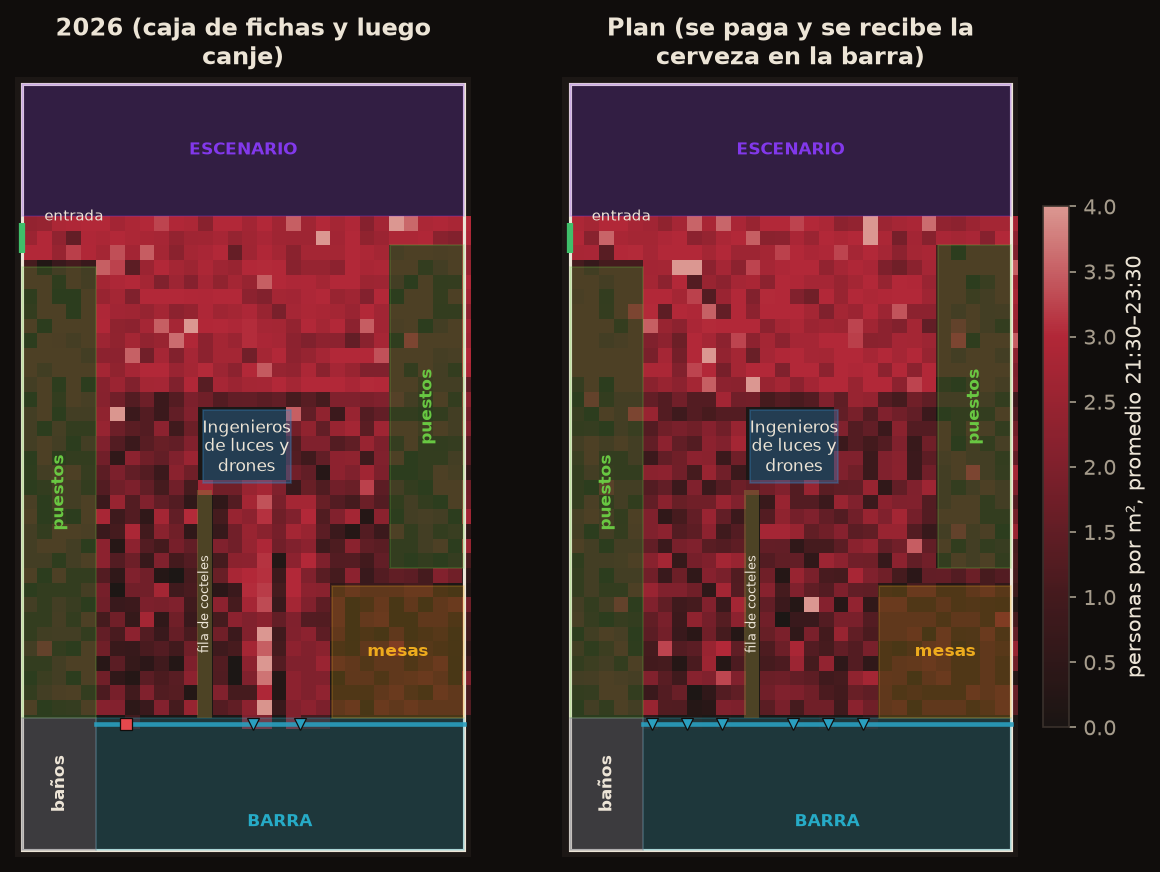 2026 (caja de fichas y luego
canje)
ESCENARIO
entrada
puestos
Ingenieros
de luces y
drones
puestos
fila de cocteles
mesas
baños
BARRA
Plan (se paga y se recibe la
cerveza en la barra)
ESCENARIO
entrada
puestos
Ingenieros
de luces y
drones
puestos
fila de cocteles
mesas
baños
BARRA
4.0
3.5
3.0
2.5
2.0
1.5
1.0
0.5
0.0
personas por m², promedio 21:30–23:30